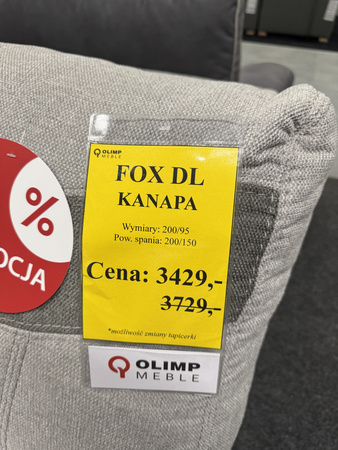 OLIMP
MEBLE
FOX DL
KANAPA
Wymiary: 200/95
Pow. spania: 200/150
Cena: 3429,-
3729,-
*możliwość zmiany tapicerki
%
OLIMP
MEBLE